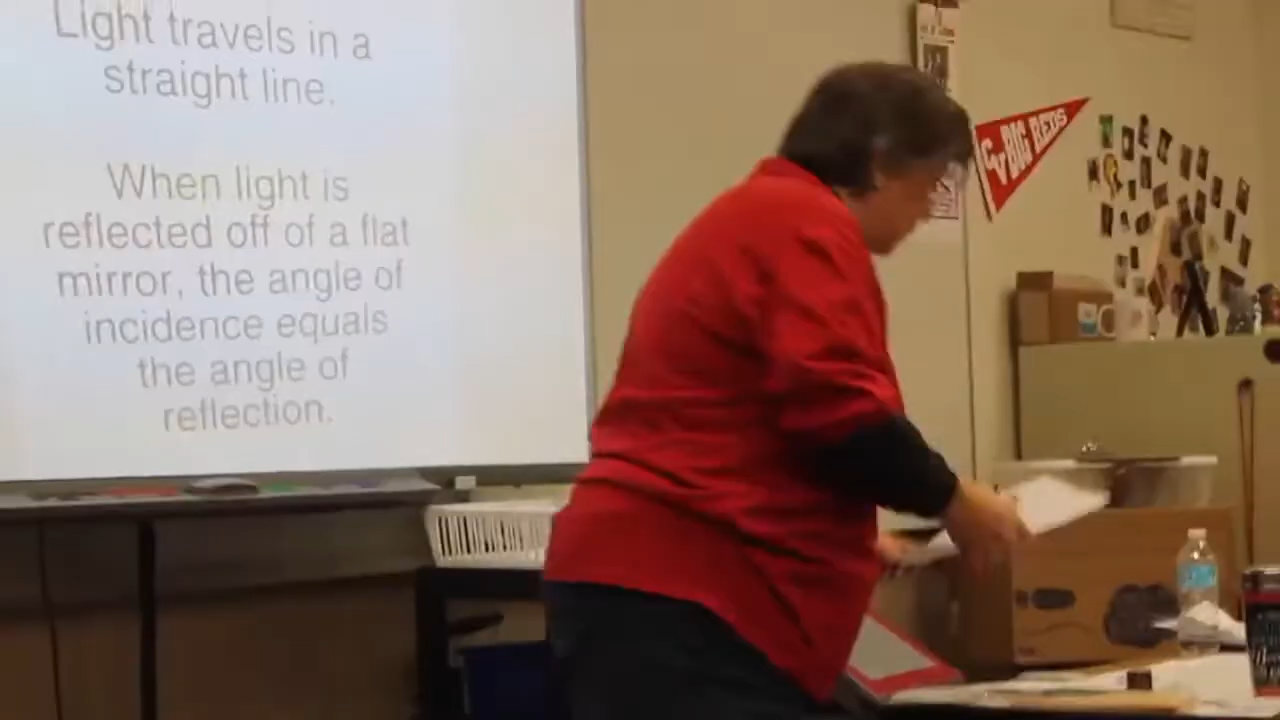 Light travels in a
straight line.
When light is
reflected off of a flat
mirror, the angle of
incidence equals
the angle of
reflection.
CV BIG REDS